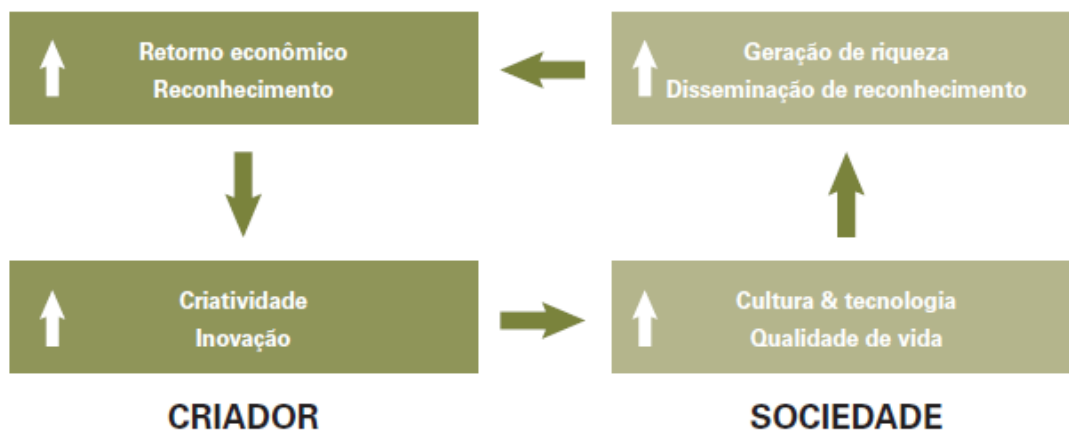 Retorno econômico
Reconhecimento
Geração de riqueza
Disseminação de reconhecimento
Criatividade
Inovação
Cultura & tecnologia
Qualidade de vida
CRIADOR
SOCIEDADE